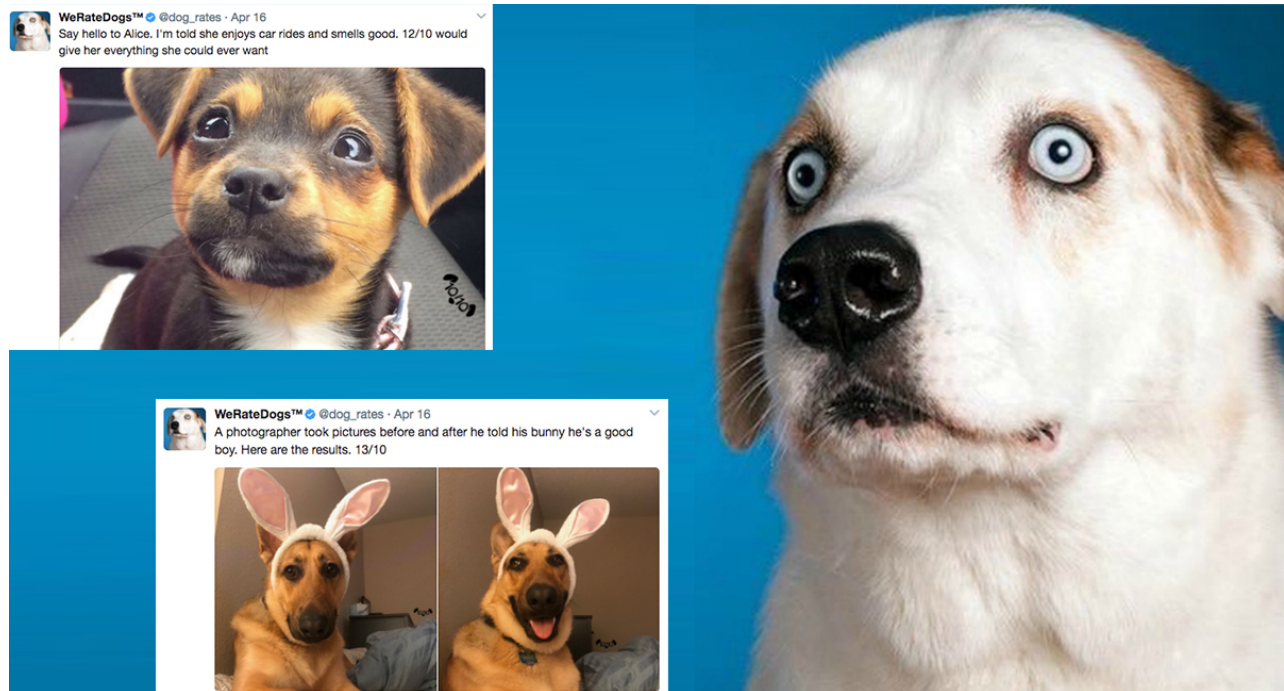 WeRateDogs™ @dog_rates · Apr 16
Say hello to Alice. I'm told she enjoys car rides and smells good. 12/10 would
give her everything she could ever want
10/10
WeRateDogs™ @dog_rates · Apr 16
A photographer took pictures before and after he told his bunny he's a good
boy. Here are the results. 13/10